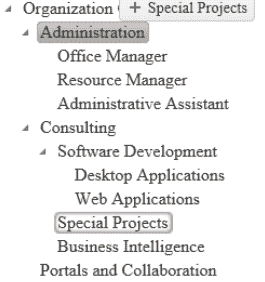 Organization + Special Projects
Administration
Office Manager
Resource Manager
Administrative Assistant
Consulting
Software Development
Desktop Applications
Web Applications
Special Projects
Business Intelligence
Portals and Collaboration